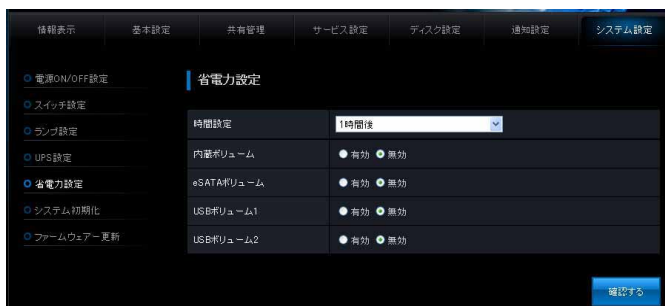 情報表示 基本設定 共有管理 サービス設定 ディスク設定 通知設定 システム設定
電源ON/OFF設定
スイッチ設定
ランプ設定
UPS設定
省電力設定
システム初期化
ファームウェアー更新
省電力設定
時間設定 1時間後
内蔵ボリューム 有効 無効
eSATAボリューム 有効 無効
USBボリューム1 有効 無効
USBボリューム2 有効 無効
確認する